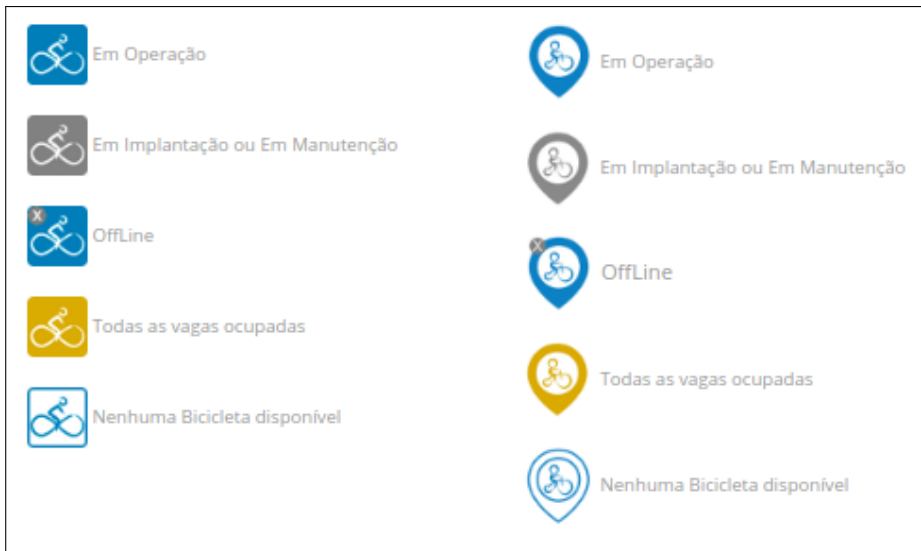 Em Operação
Em Implantação ou Em Manutenção
X
OffLine
Todas as vagas ocupadas
Nenhuma Bicicleta disponível
Em Operação
Em Implantação ou Em Manutenção
X
OffLine
Todas as vagas ocupadas
Nenhuma Bicicleta disponível